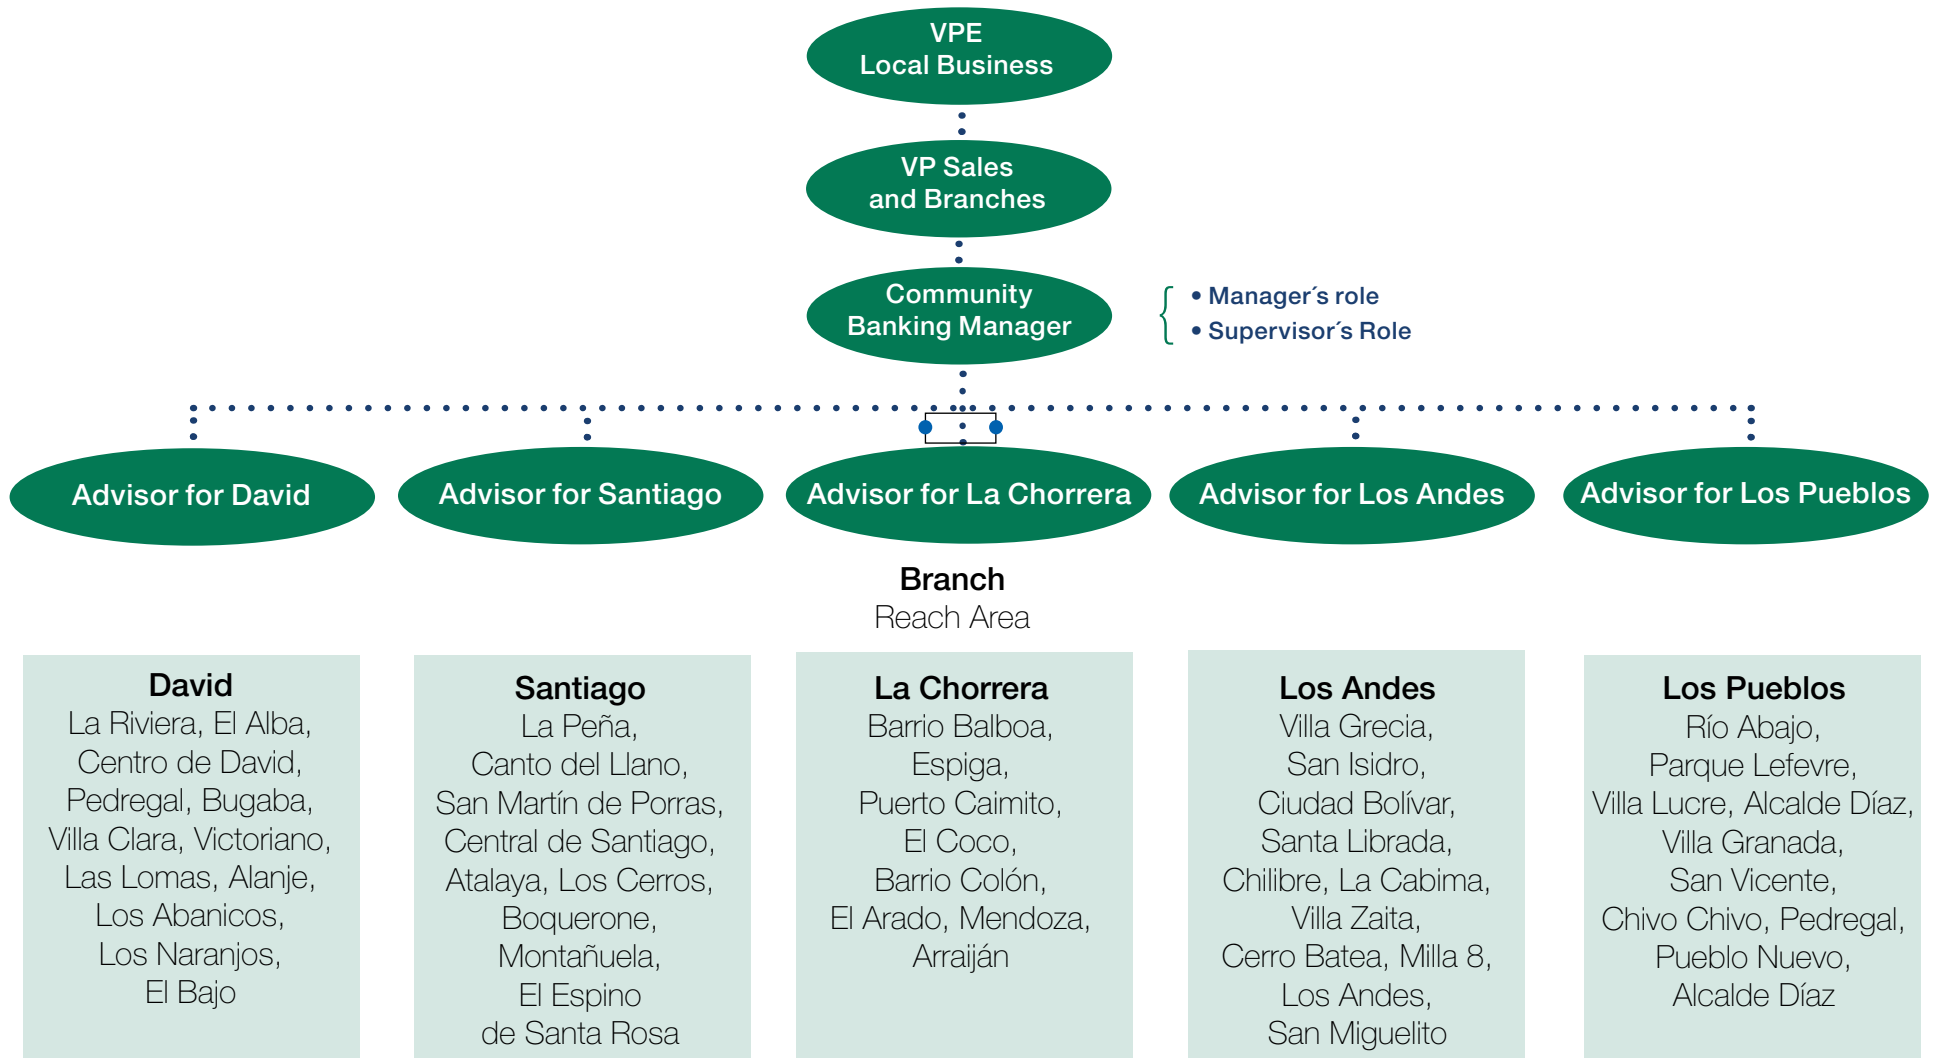 VPE
Local Business
VP Sales
and Branches
Community
Banking Manager
• Manager´s role
• Supervisor´s Role
Advisor for David
Advisor for Santiago
Advisor for La Chorrera
Advisor for Los Andes
Advisor for Los Pueblos
Branch
Reach Area
David
La Riviera, El Alba,
Centro de David,
Pedregal, Bugaba,
Villa Clara, Victoriano,
Las Lomas, Alanje,
Los Abanicos,
Los Naranjos,
El Bajo
Santiago
La Peña,
Canto del Llano,
San Martín de Porras,
Central de Santiago,
Atalaya, Los Cerros,
Boquerone,
Montañuela,
El Espino
de Santa Rosa
La Chorrera
Barrio Balboa,
Espiga,
Puerto Caimito,
El Coco,
Barrio Colón,
El Arado, Mendoza,
Arraiján
Los Andes
Villa Grecia,
San Isidro,
Ciudad Bolívar,
Santa Librada,
Chilibre, La Cabima,
Villa Zaita,
Cerro Batea, Milla 8,
Los Andes,
San Miguelito
Los Pueblos
Río Abajo,
Parque Lefevre,
Villa Lucre, Alcalde Díaz,
Villa Granada,
San Vicente,
Chivo Chivo, Pedregal,
Pueblo Nuevo,
Alcalde Díaz